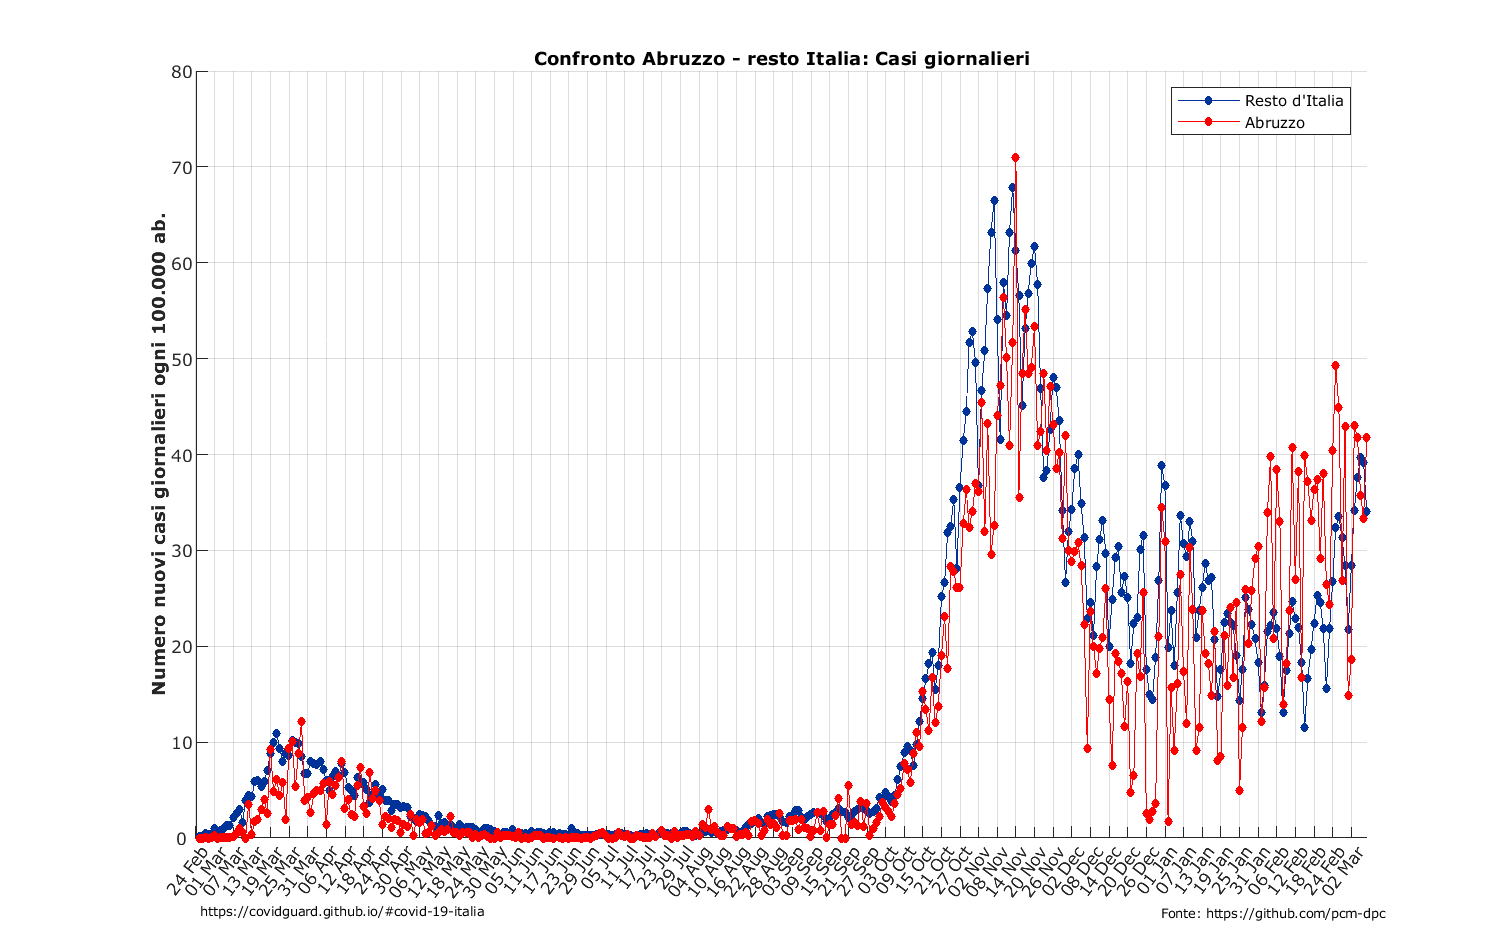 Confronto Abruzzo - resto Italia: Casi giornalieri
Numero nuovi casi giornalieri ogni 100.000 ab.
80
70
60
50
40
30
20
10
0
Resto d'Italia
Abruzzo
24 Feb
01 Mar
07 Mar
13 Mar
19 Mar
25 Mar
31 Mar
06 Apr
12 Apr
18 Apr
24 Apr
30 Apr
06 May
12 May
18 May
24 May
30 May
05 Jun
11 Jun
17 Jun
23 Jun
29 Jun
05 Jul
11 Jul
17 Jul
23 Jul
29 Jul
04 Aug
10 Aug
16 Aug
22 Aug
28 Aug
03 Sep
09 Sep
15 Sep
21 Sep
27 Sep
03 Oct
09 Oct
15 Oct
21 Oct
27 Oct
02 Nov
08 Nov
14 Nov
20 Nov
26 Nov
02 Dec
08 Dec
14 Dec
20 Dec
26 Dec
01 Jan
07 Jan
13 Jan
19 Jan
25 Jan
31 Jan
06 Feb
12 Feb
18 Feb
24 Feb
02 Mar
https://covidguard.github.io/#covid-19-italia
Fonte: https://github.com/pcm-dpc